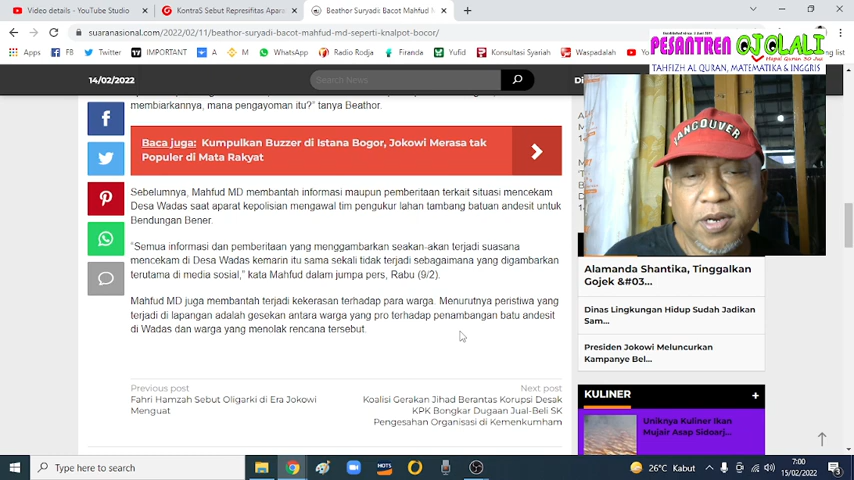 Video details - YouTube Studio
KontraS Sebut Represifitas Apara
Beathor Suryadi Bacot Mahfud M
suaranasional.com/2022/02/11/beathor-suryadi-bacot-mahfud-md-seperti-knalpot-bocor/
Apps
FB
Twitter
IMPORTANT
A
M
WhatsApp
Radio Rodja
Firanda
Yufid
Konsultasi Syariah
Waspadalah
PESANTREN OJOLALI
Hapal Quran 30 Juz
TAHFIZH AL QURAN, MATEMATIKA & INGGRIS
14/02/2022
Search News
membiarkannya, mana pengayoman itu?” tanya Beathor.
Baca juga: Kumpulkan Buzzer di Istana Bogor, Jokowi Merasa tak
Populer di Mata Rakyat
VANCOUVER
Sebelumnya, Mahfud MD membantah informasi maupun pemberitaan terkait situasi mencekam
Desa Wadas saat aparat kepolisian mengawal tim pengukur lahan tambang batuan andesit untuk
Bendungan Bener.
“Semua informasi dan pemberitaan yang menggambarkan seakan-akan terjadi suasana
mencekam di Desa Wadas kemarin itu sama sekali tidak terjadi sebagaimana yang digambarkan
terutama di media sosial,” kata Mahfud dalam jumpa pers, Rabu (9/2).
Mahfud MD juga membantah terjadi kekerasan terhadap para warga. Menurutnya peristiwa yang
terjadi di lapangan adalah gesekan antara warga yang pro terhadap penambangan batu andesit
di Wadas dan warga yang menolak rencana tersebut.
Alamanda Shantika, Tinggalkan
Gojek &#03...
Dinas Lingkungan Hidup Sudah Jadikan
Sam...
Presiden Jokowi Meluncurkan
Kampanye Bel...
Previous post
Fahri Hamzah Sebut Oligarki di Era Jokowi
Menguat
Next post
Koalisi Gerakan Jihad Berantas Korupsi Desak
KPK Bongkar Dugaan Jual-Beli SK
Pengesahan Organisasi di Kemenkumham
KULINER
+
Uniknya Kuliner Ikan
Mujair Asap Sidoarj...
Type here to search
HOTS
26°C Kabut
7:00
15/02/2022
3